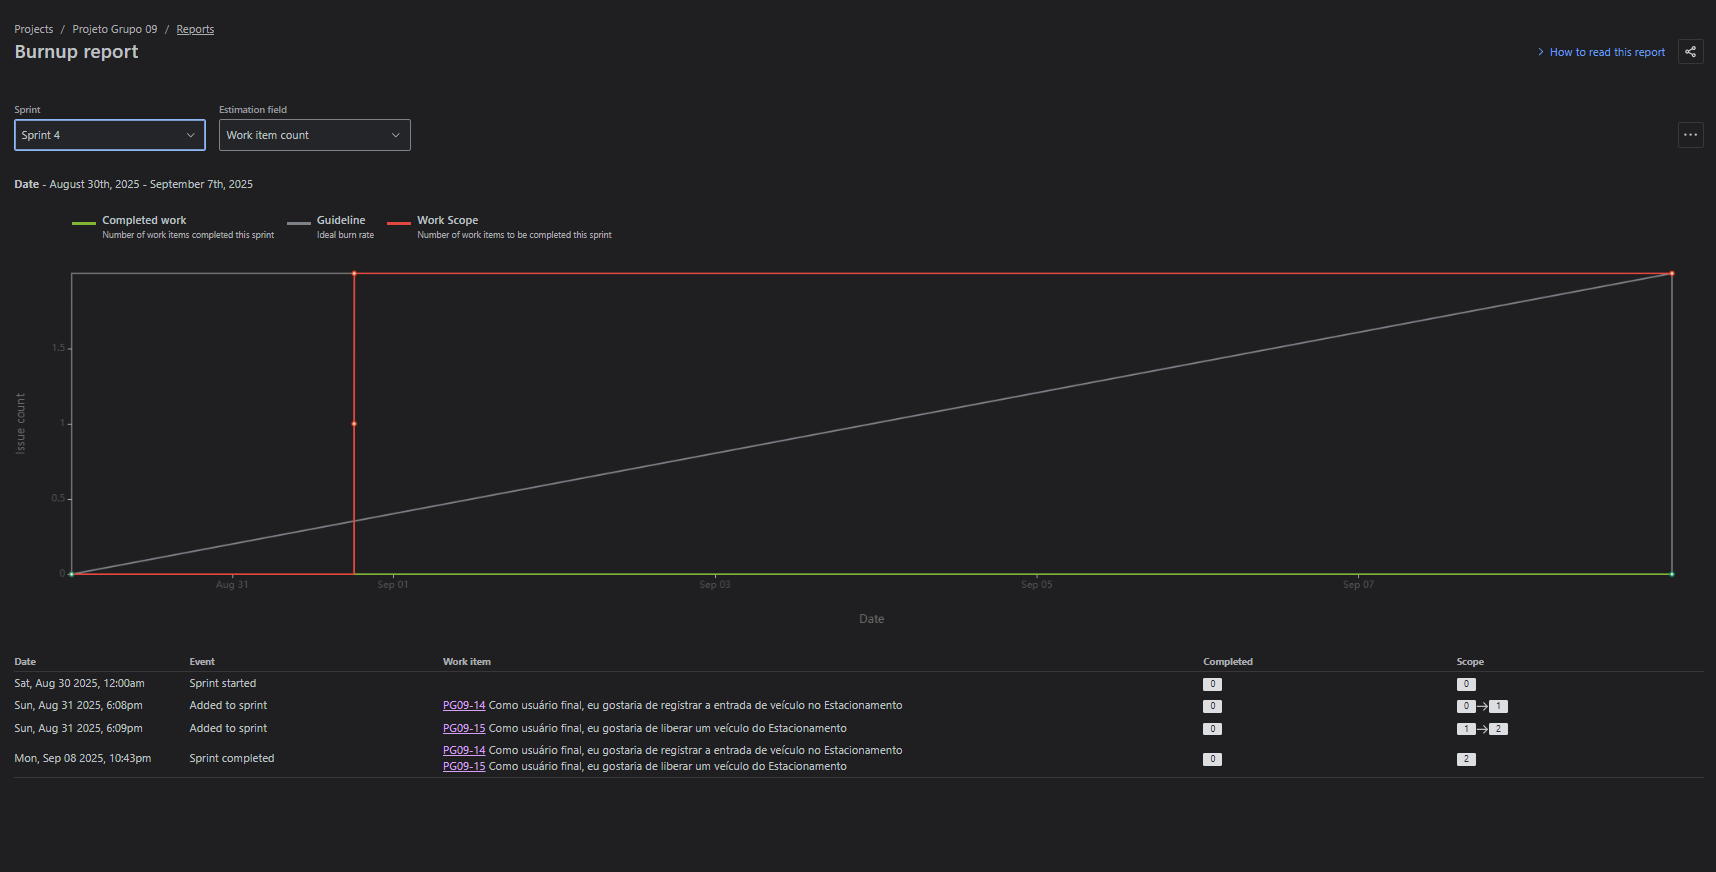 Projects / Projeto Grupo 09 / Reports
Burnup report
How to read this report
Sprint
Estimation field
Sprint 4
Work item count
Date - August 30th, 2025 - September 7th, 2025
Completed work
Number of work items completed this sprint
Guideline
Ideal burn rate
Work Scope
Number of work items to be completed this sprint
Issue count
1.5
1
0.5
0
Aug 31
Sep 01
Sep 03
Sep 05
Sep 07
Date
Date Event Work item Completed Scope
Sat, Aug 30 2025, 12:00am Sprint started 0 0
Sun, Aug 31 2025, 6:08pm Added to sprint PG09-14 Como usuário final, eu gostaria de registrar a entrada de veículo no Estacionamento 0 0 → 1
Sun, Aug 31 2025, 6:09pm Added to sprint PG09-15 Como usuário final, eu gostaria de liberar um veículo do Estacionamento 0 1 → 2
Mon, Sep 08 2025, 10:43pm Sprint completed PG09-14 Como usuário final, eu gostaria de registrar a entrada de veículo no Estacionamento 0 2
PG09-15 Como usuário final, eu gostaria de liberar um veículo do Estacionamento